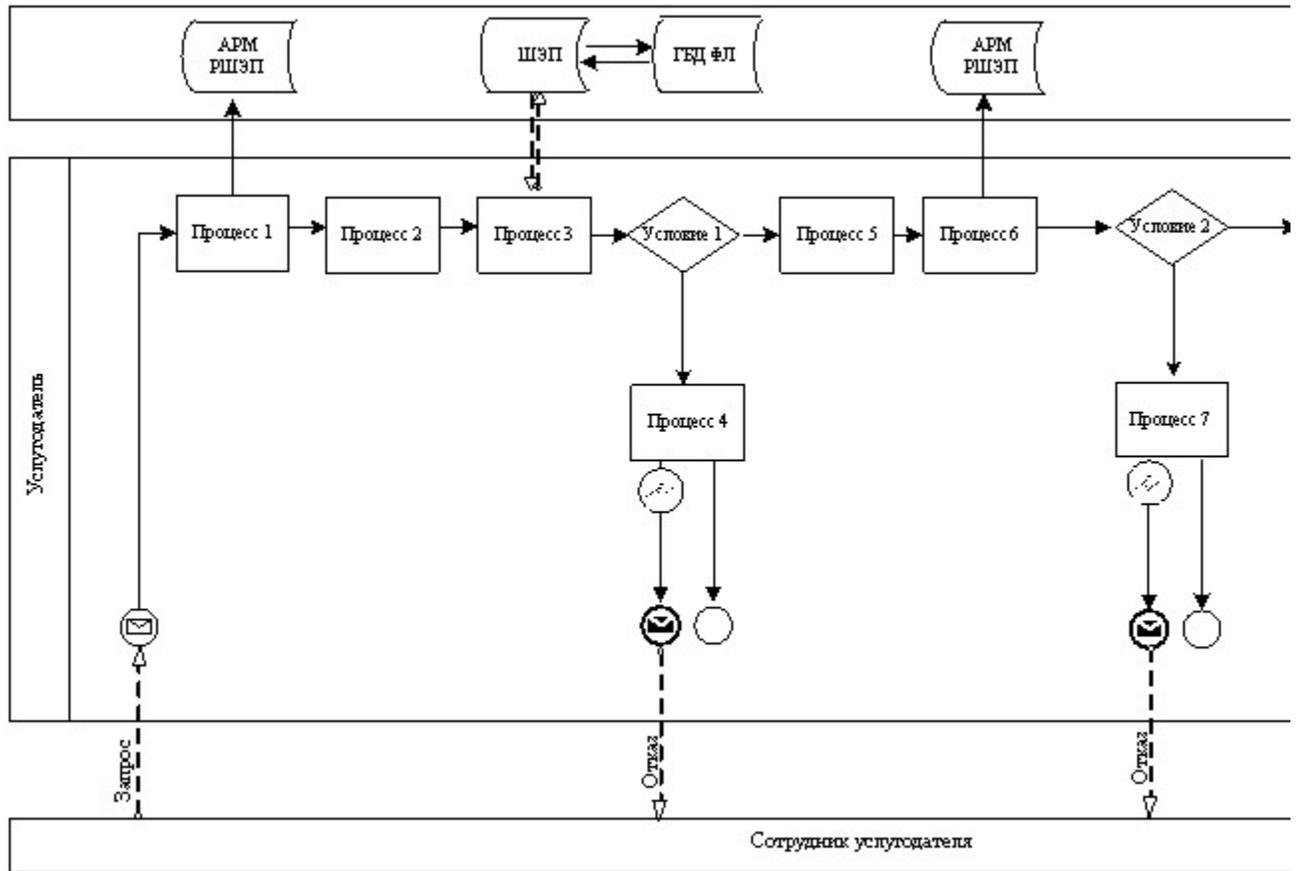 АРМ
РШЭП
ШЭП
ГБД ФЛ
АРМ
РШЭП
Процесс 1
Процесс 2
Процесс 3
Условие 1
Процесс 5
Процесс 6
Условие 2
Процесс 4
Процесс 7
Услугодатель
Запрос
Отказ
Отказ
Сотрудник услугодателя